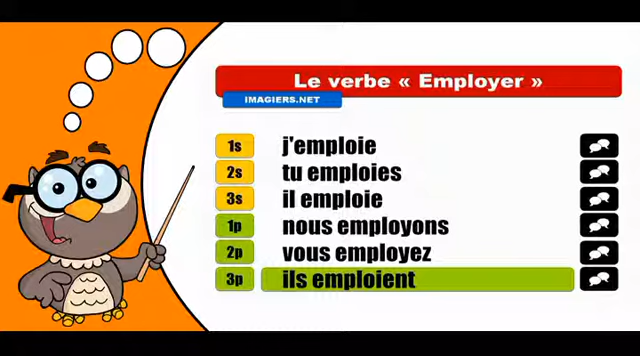 Le verbe « Employer »
IMAGIERS.NET
1s j'emploie
2s tu emploies
3s il emploie
1p nous employons
2p vous employez
3p ils emploient